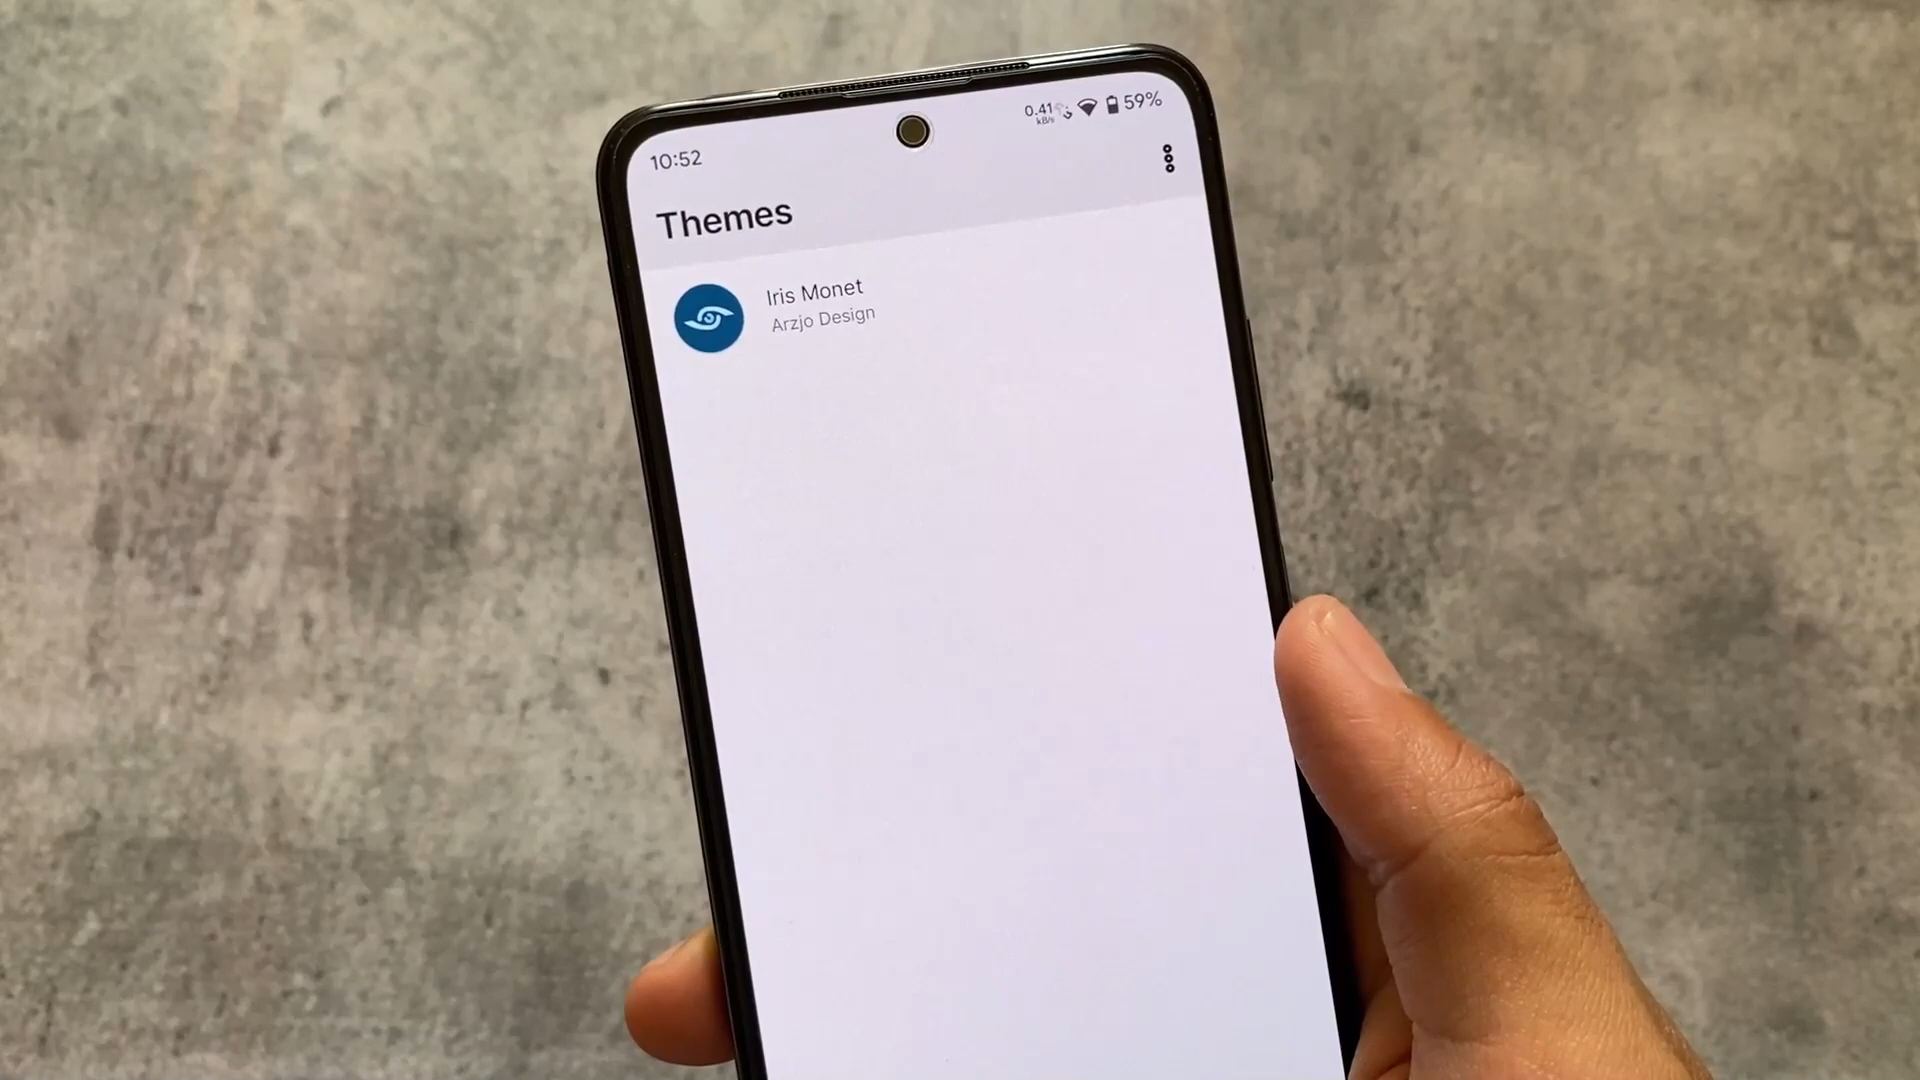 10:52
0.41
kB/s
59%
Themes
Iris Monet
Arzjo Design